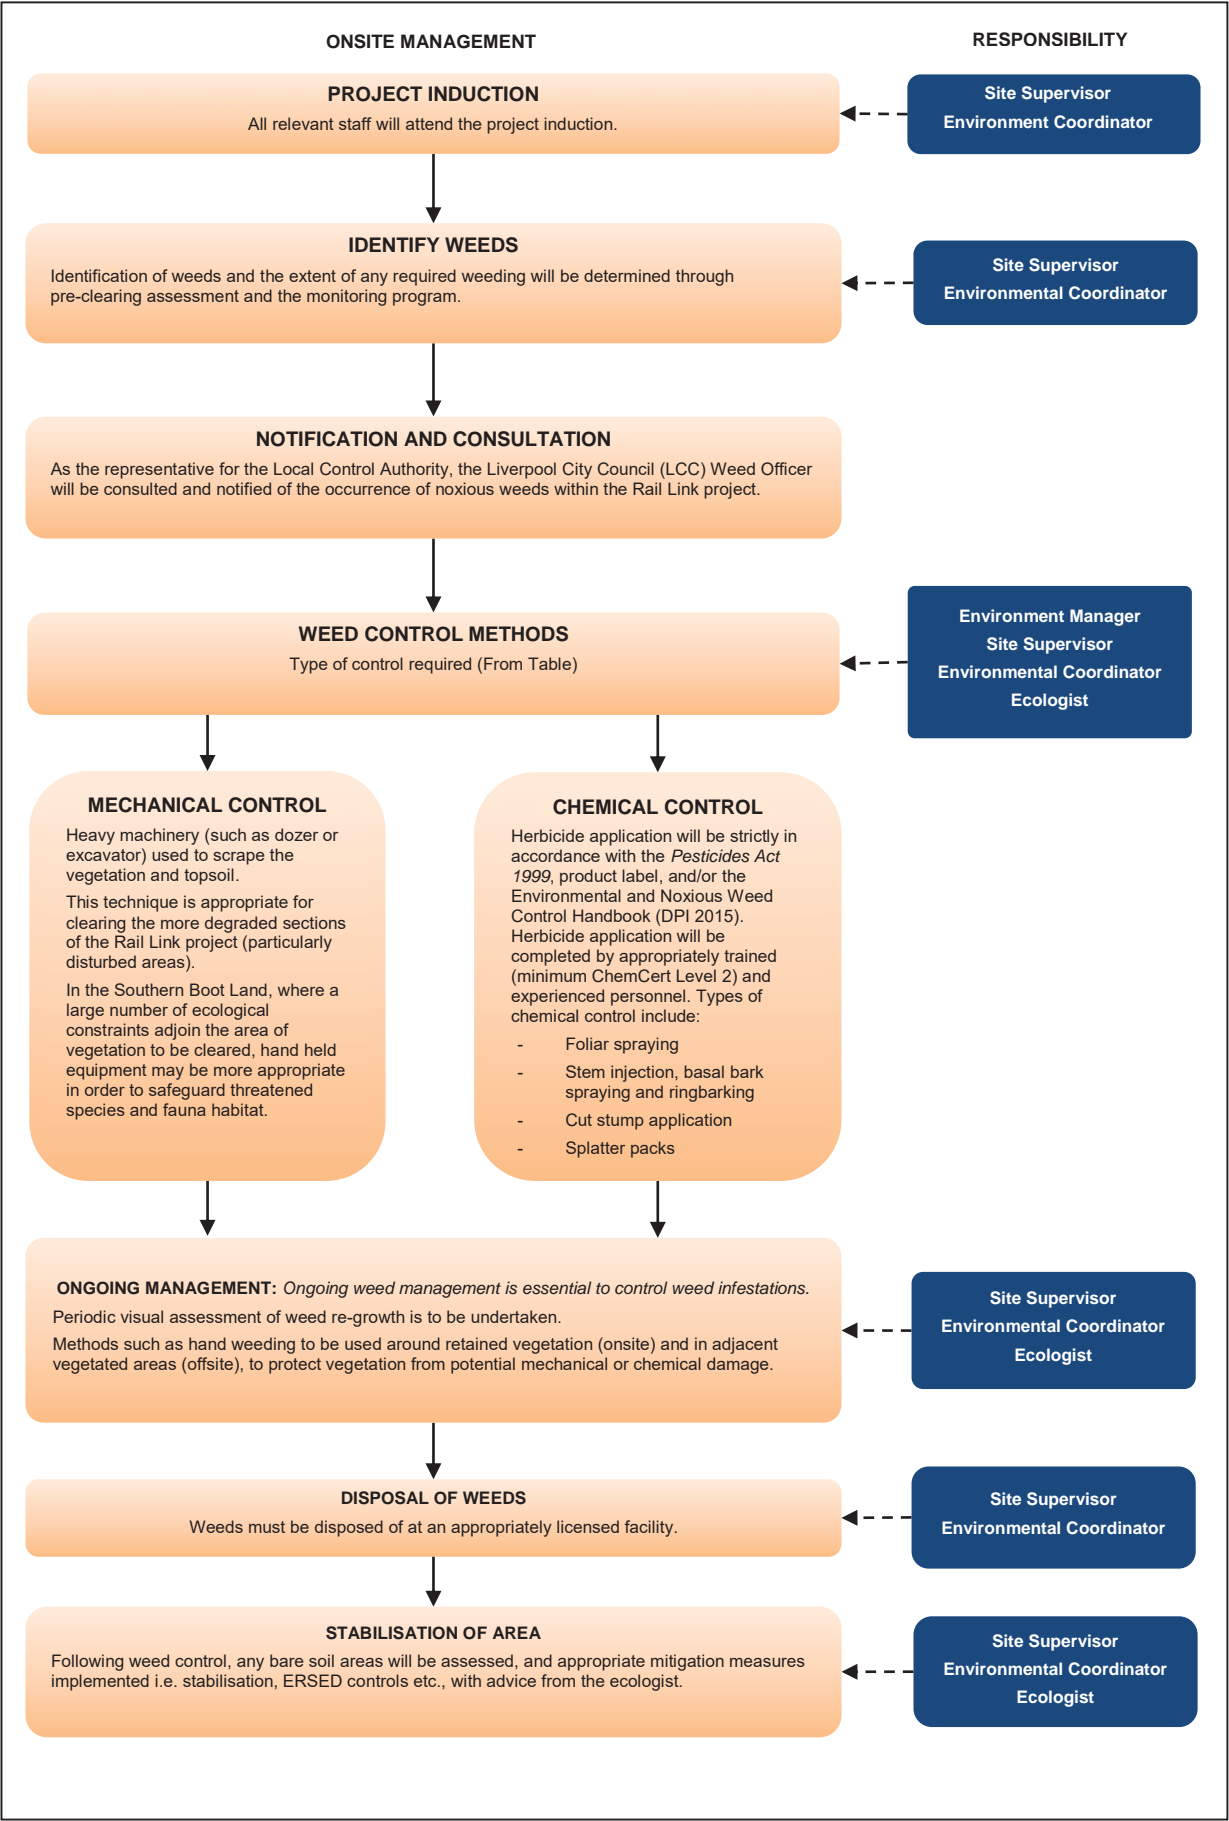 ONSITE MANAGEMENT
RESPONSIBILITY
PROJECT INDUCTION
All relevant staff will attend the project induction.
Site Supervisor
Environment Coordinator
IDENTIFY WEEDS
Identification of weeds and the extent of any required weeding will be determined through
pre-clearing assessment and the monitoring program.
Site Supervisor
Environmental Coordinator
NOTIFICATION AND CONSULTATION
As the representative for the Local Control Authority, the Liverpool City Council (LCC) Weed Officer
will be consulted and notified of the occurrence of noxious weeds within the Rail Link project.
WEED CONTROL METHODS
Type of control required (From Table)
Environment Manager
Site Supervisor
Environmental Coordinator
Ecologist
MECHANICAL CONTROL
Heavy machinery (such as dozer or
excavator) used to scrape the
vegetation and topsoil.
This technique is appropriate for
clearing the more degraded sections
of the Rail Link project (particularly
disturbed areas).
In the Southern Boot Land, where a
large number of ecological
constraints adjoin the area of
vegetation to be cleared, hand held
equipment may be more appropriate
in order to safeguard threatened
species and fauna habitat.
CHEMICAL CONTROL
Herbicide application will be strictly in
accordance with the Pesticides Act
1999, product label, and/or the
Environmental and Noxious Weed
Control Handbook (DPI 2015).
Herbicide application will be
completed by appropriately trained
(minimum ChemCert Level 2) and
experienced personnel. Types of
chemical control include:
- Foliar spraying
- Stem injection, basal bark
spraying and ringbarking
- Cut stump application
- Splatter packs
ONGOING MANAGEMENT: Ongoing weed management is essential to control weed infestations.
Periodic visual assessment of weed re-growth is to be undertaken.
Methods such as hand weeding to be used around retained vegetation (onsite) and in adjacent
vegetated areas (offsite), to protect vegetation from potential mechanical or chemical damage.
Site Supervisor
Environmental Coordinator
Ecologist
DISPOSAL OF WEEDS
Weeds must be disposed of at an appropriately licensed facility.
Site Supervisor
Environmental Coordinator
STABILISATION OF AREA
Following weed control, any bare soil areas will be assessed, and appropriate mitigation measures
implemented i.e. stabilisation, ERSED controls etc., with advice from the ecologist.
Site Supervisor
Environmental Coordinator
Ecologist